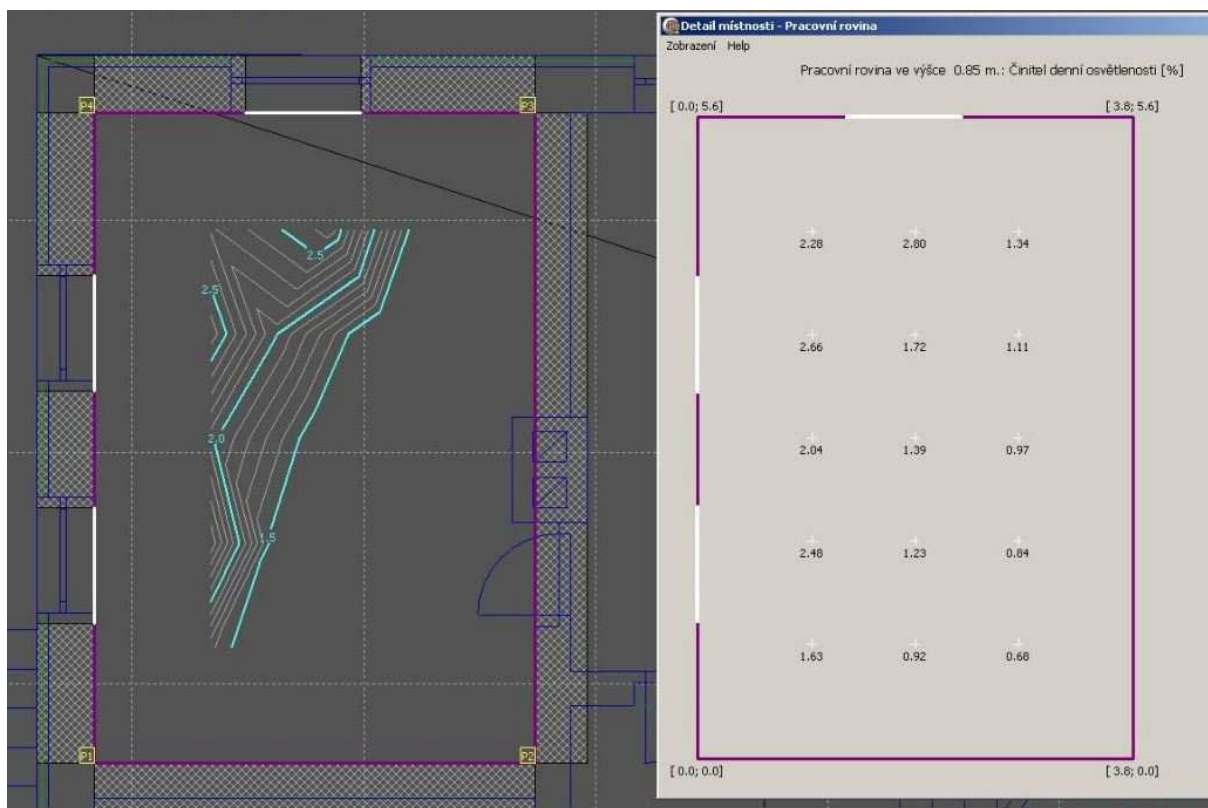 P4
P3
2.5
2.5
2.0
1.5
P1
P2
Detail místnosti - Pracovní rovina
Zobrazení Help
Pracovní rovina ve výšce 0.85 m.: Činitel denní osvětlenosti [%]
[ 0.0; 5.6] [ 3.8; 5.6]
2.28 2.80 1.34
2.66 1.72 1.11
2.04 1.39 0.97
2.48 1.23 0.84
1.63 0.92 0.68
[ 0.0; 0.0] [ 3.8; 0.0]